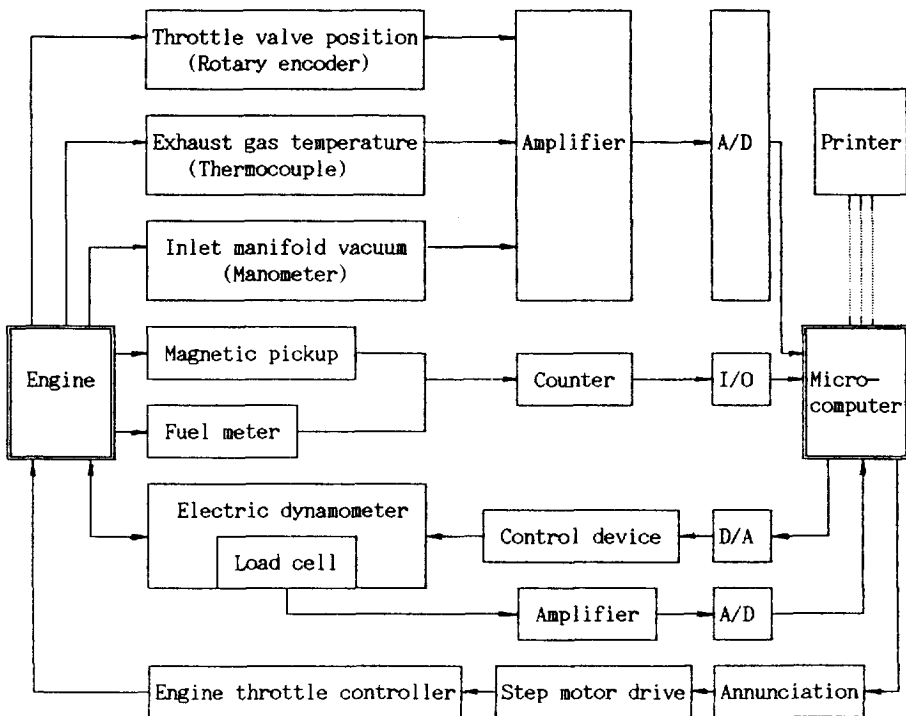 Throttle valve position
(Rotary encoder)
Exhaust gas temperature
(Thermocouple)
Amplifier
A/D
Printer
Inlet manifold vacuum
(Manometer)
Engine
Magnetic pickup
Fuel meter
Counter
I/O
Micro-
computer
Electric dynamometer
Load cell
Control device
D/A
Amplifier
A/D
Engine throttle controller
Step motor drive
Annunciation